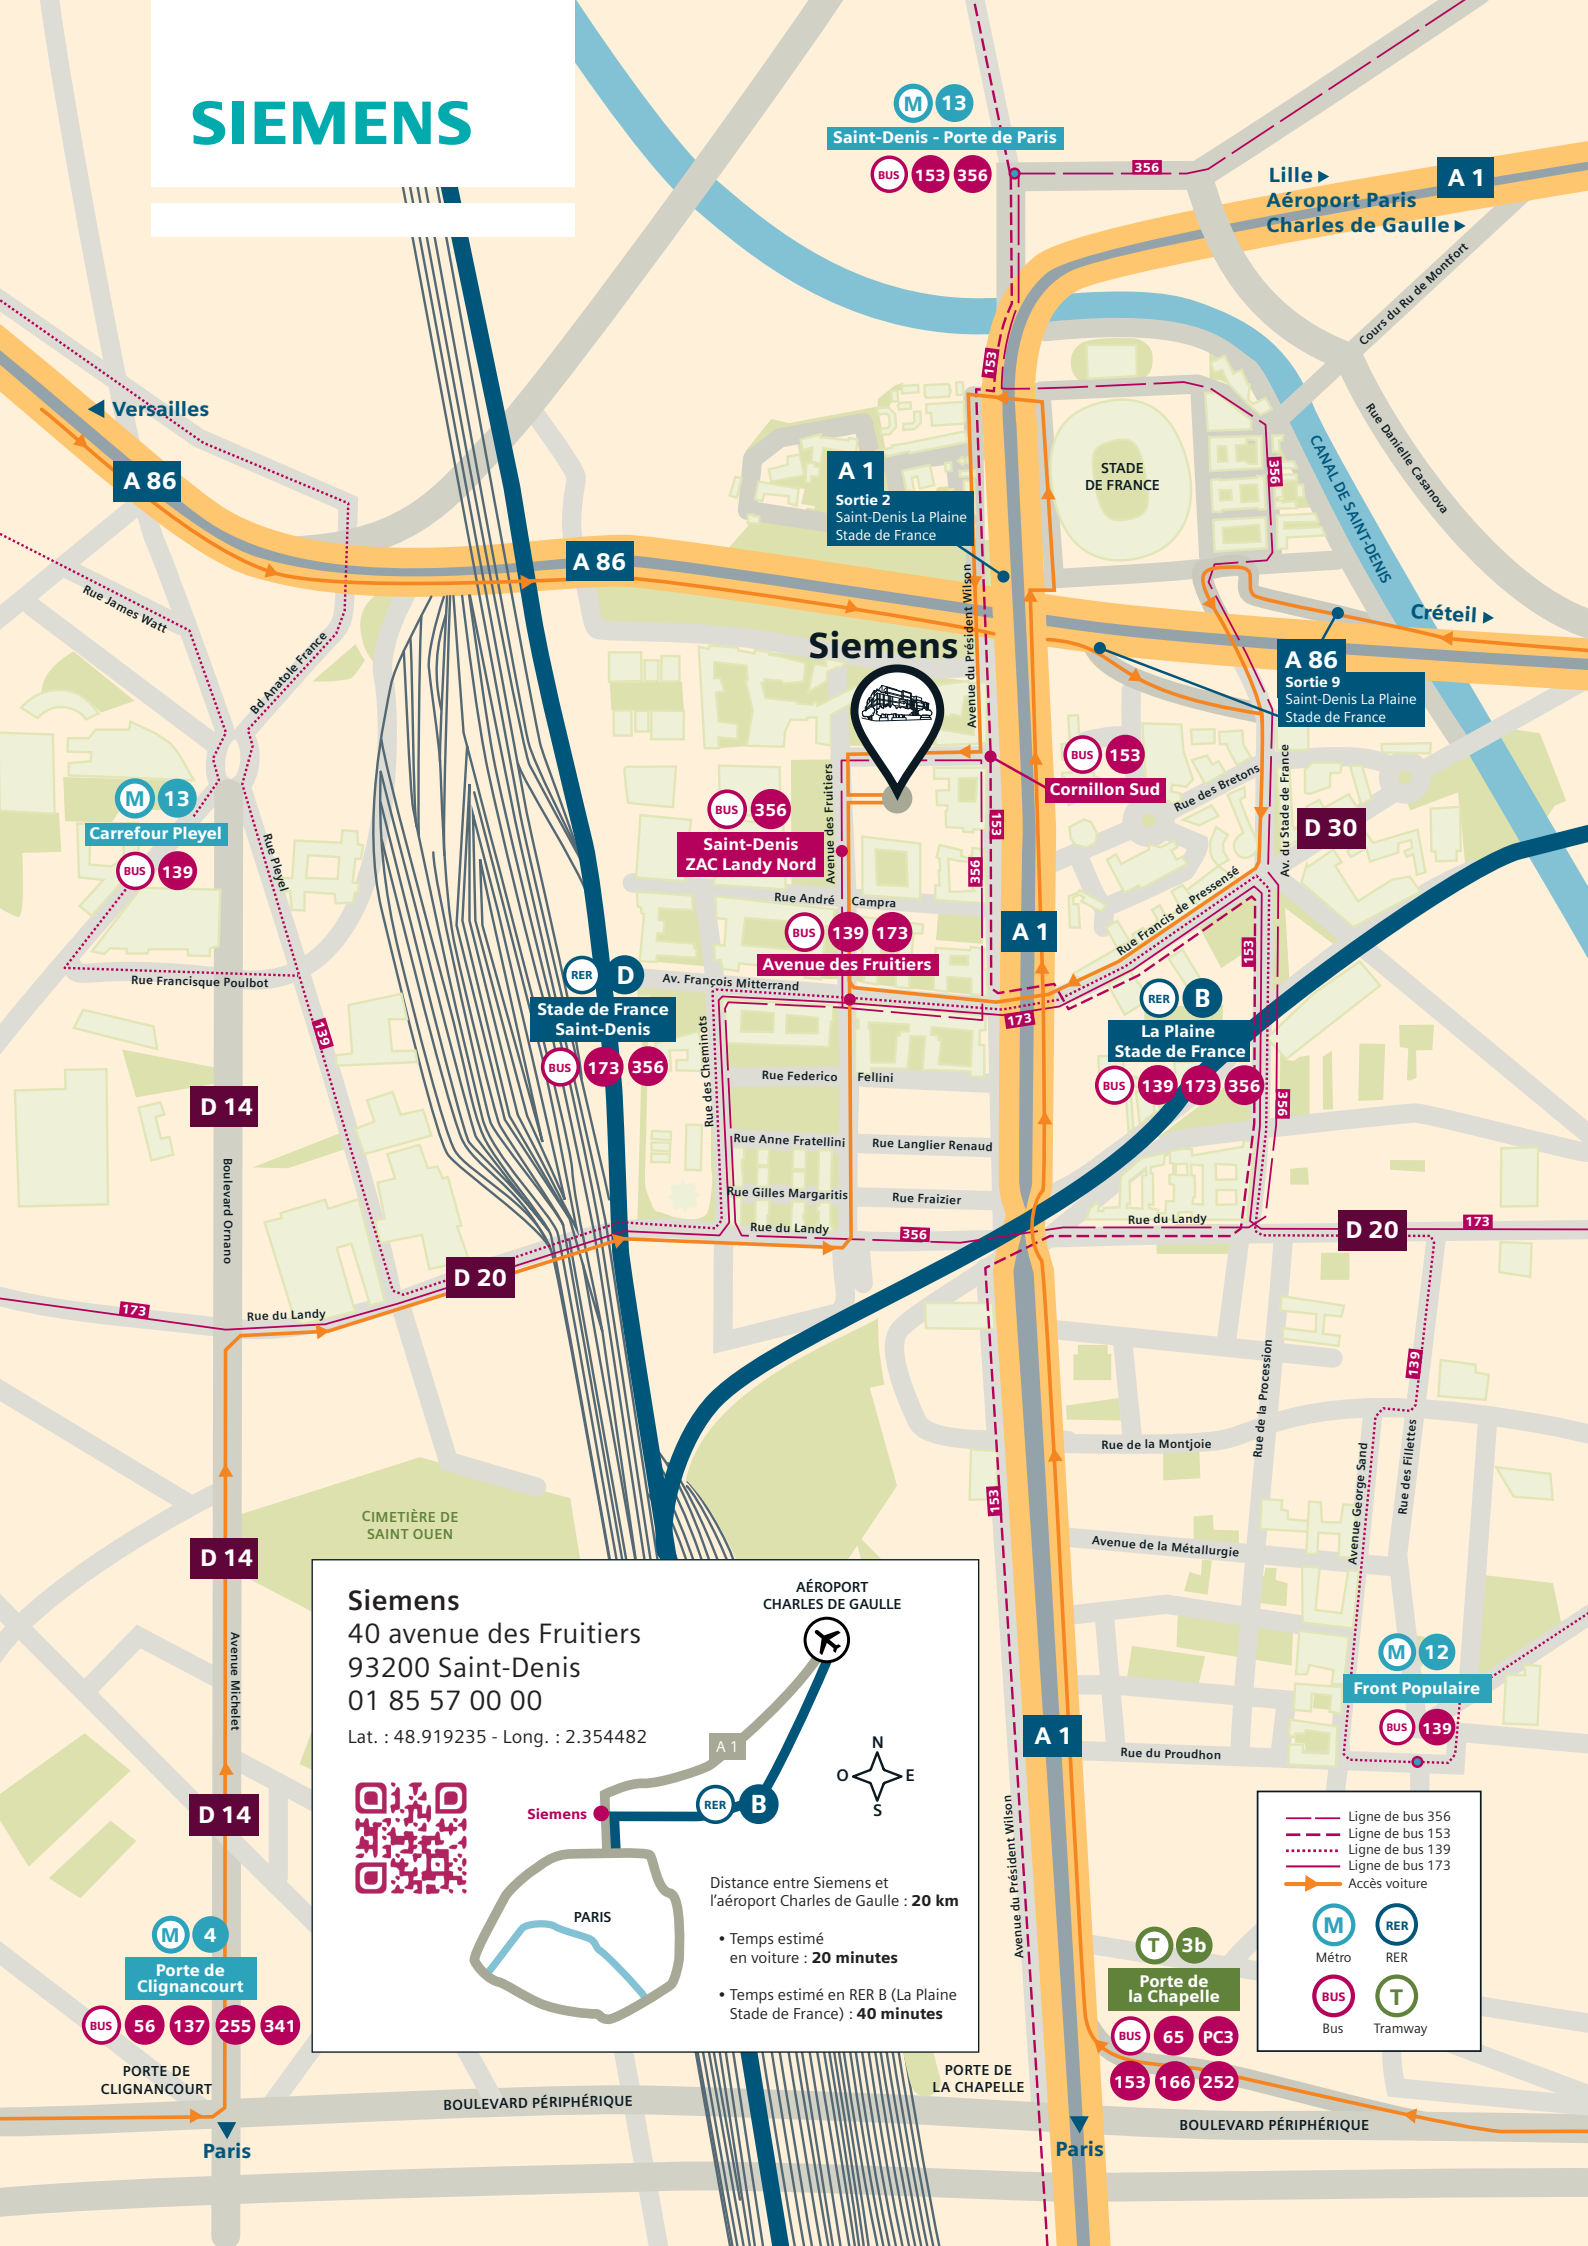 SIEMENS
M 13
Saint-Denis - Porte de Paris
BUS 153 356
356
Lille
Aéroport Paris
Charles de Gaulle
A 1
Cours du Ru de Montfort
153
Versailles
A 86
Rue Danielle Casanova
CANAL DE SAINT-DENIS
356
STADE
DE FRANCE
A 1
Sortie 2
Saint-Denis La Plaine
Stade de France
A 86
Rue James Watt
Bd Anatole France
Avenue du Président Wilson
Créteil
Siemens
A 86
Sortie 9
Saint-Denis La Plaine
Stade de France
BUS 153
Cornillon Sud
Rue des Bretons
Av. du Stade de France
D 30
M 13
Carrefour Pleyel
BUS 139
Rue Pleyel
BUS 356
Saint-Denis
ZAC Landy Nord
Avenue des Fruitiers
153
356
Rue André Campra
BUS 139 173
Avenue des Fruitiers
A 1
Rue Francis de Pressensé
153
Rue Francisque Poulbot
RER D
Stade de France
Saint-Denis
BUS 173 356
Av. François Mitterrand
173
RER B
La Plaine
Stade de France
BUS 139 173 356
139
Rue des Cheminots
Rue Federico Fellini
356
D 14
Rue Anne Fratellini
Rue Langlier Renaud
Rue Gilles Margaritis
Rue Fraizier
Boulevard Ornano
Rue du Landy
356
Rue du Landy
D 20
173
D 20
173
Rue du Landy
139
Rue de la Procession
Rue de la Montjoie
Avenue George Sand
Rue des Fillettes
153
CIMETIÈRE DE
SAINT OUEN
D 14
Avenue de la Métallurgie
Siemens
40 avenue des Fruitiers
93200 Saint-Denis
01 85 57 00 00
Lat. : 48.919235 - Long. : 2.354482
AÉROPORT
CHARLES DE GAULLE
A 1
N
O E
S
Siemens
RER B
PARIS
Distance entre Siemens et
l'aéroport Charles de Gaulle : 20 km
• Temps estimé
en voiture : 20 minutes
• Temps estimé en RER B (La Plaine
Stade de France) : 40 minutes
Avenue Michelet
D 14
M 12
Front Populaire
BUS 139
A 1
Rue du Proudhon
Avenue du Président Wilson
Ligne de bus 356
Ligne de bus 153
Ligne de bus 139
Ligne de bus 173
Accès voiture
M RER
Métro RER
BUS T
Bus Tramway
M 4
Porte de
Clignancourt
BUS 56 137 255 341
PORTE DE
CLIGNANCOURT
T 3b
Porte de
la Chapelle
BUS 65 PC3
153 166 252
PORTE DE
LA CHAPELLE
BOULEVARD PÉRIPHÉRIQUE
BOULEVARD PÉRIPHÉRIQUE
Paris
Paris